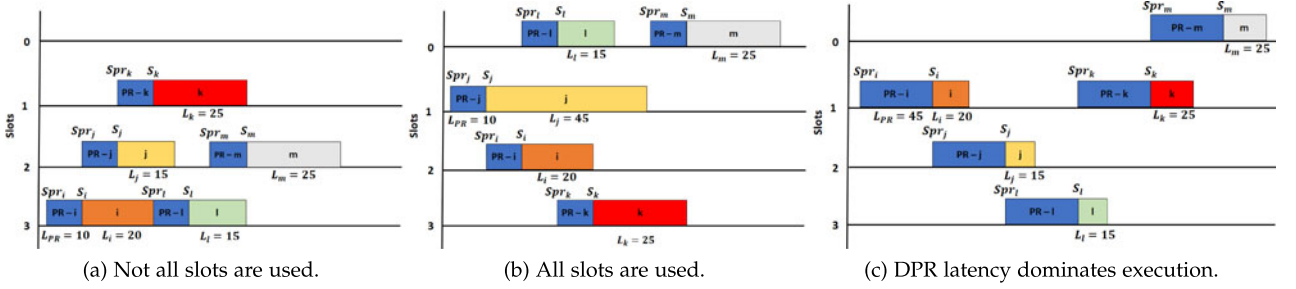 Slots
0
1
2
3
Spr_k S_k
PR – k k
L_k = 25
Spr_j S_j Spr_m S_m
PR – j j PR – m m
L_j = 15 L_m = 25
Spr_i S_i Spr_l S_l
PR – i i PR – l l
L_PR = 10 L_i = 20 L_l = 15
(a) Not all slots are used.
Slots
0
1
2
3
Spr_l S_l Spr_m S_m
PR – l l PR – m m
L_l = 15 L_m = 25
Spr_j S_j
PR – j j
L_PR = 10 L_j = 45
Spr_i S_i
PR – i i
L_i = 20
Spr_k S_k
PR – k k
L_k = 25
(b) All slots are used.
Slots
0
1
2
3
Spr_m S_m
PR – m m
L_m = 25
Spr_i S_i Spr_k S_k
PR – i i PR – k k
L_PR = 45 L_i = 20 L_k = 25
Spr_j S_j
PR – j j
L_j = 15
Spr_l S_l
PR – l l
L_l = 15
(c) DPR latency dominates execution.